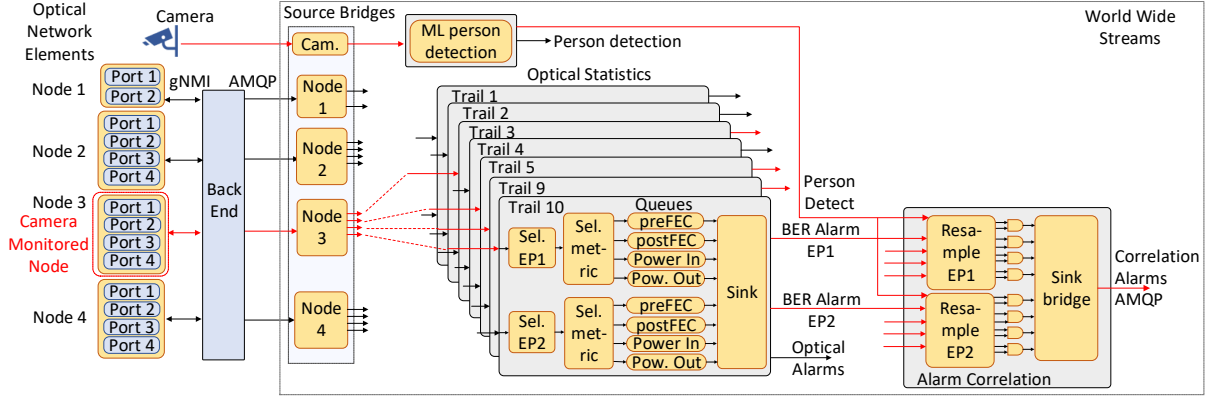 Optical
Network
Elements
Camera
Source Bridges
World Wide
Streams
Cam.
ML person
detection
Person detection
gNMI
AMQP
Node 1
Port 1
Port 2
Node 2
Port 1
Port 2
Port 3
Port 4
Node 3
Camera
Monitored
Node
Port 1
Port 2
Port 3
Port 4
Node 4
Port 1
Port 2
Port 3
Port 4
Back
End
Node
1
Node
2
Node
3
Node
4
Optical Statistics
Trail 1
Trail 2
Trail 3
Trail 4
Trail 5
Trail 9
Trail 10
Queues
Sel.
EP1
Sel.
met-
ric
preFEC
postFEC
Power In
Pow. Out
Sel.
EP2
Sel.
met-
ric
preFEC
postFEC
Power In
Pow. Out
Sink
Person
Detect
BER Alarm
EP1
BER Alarm
EP2
Optical
Alarms
Resa-
mple
EP1
Resa-
mple
EP2
Sink
bridge
Alarm Correlation
Correlation
Alarms
AMQP